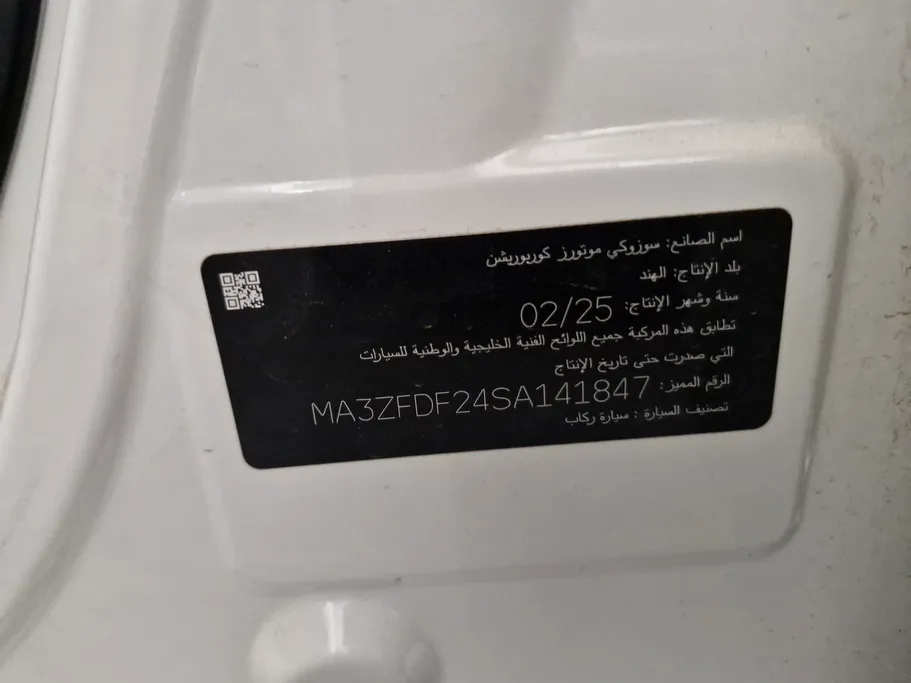 اسم الصانع: سوزوكي موتورز كوربوريشن
بلد الإنتاج: الهند
سنة وشهر الإنتاج: 02/25
تطابق هذه المركبة جميع اللوائح الفنية الخليجية والوطنية للسيارات
التي صدرت حتى تاريخ الإنتاج
الرقم المميز: MA3ZFDF24SA141847
تصنيف السيارة : سيارة ركاب